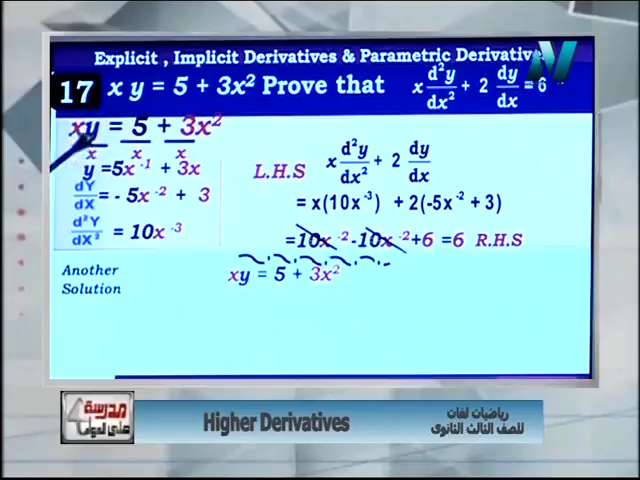 Explicit , Implicit Derivatives & Parametric Derivative
17 x y = 5 + 3x² Prove that x d²y/dx² + 2 dy/dx = 6
xy/x = 5/x + 3x²/x
y = 5x⁻¹ + 3x
dY/dX = - 5x⁻² + 3
d²Y/dX² = 10x⁻³
L.H.S x d²y/dx² + 2 dy/dx
= x(10x⁻³) + 2(-5x⁻² + 3)
= 10x⁻² - 10x⁻² + 6 = 6 R.H.S
Another
Solution
xy = 5 + 3x²
مدرسة
على الهواء
Higher Derivatives
رياضيات لغات
للصف الثالث الثانوى